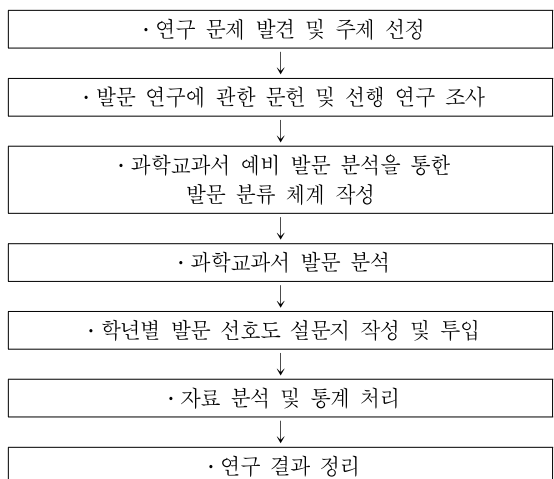 · 연구 문제 발견 및 주제 선정
· 발문 연구에 관한 문헌 및 선행 연구 조사
· 과학교과서 예비 발문 분석을 통한
발문 분류 체계 작성
· 과학교과서 발문 분석
· 학년별 발문 선호도 설문지 작성 및 투입
· 자료 분석 및 통계 처리
· 연구 결과 정리